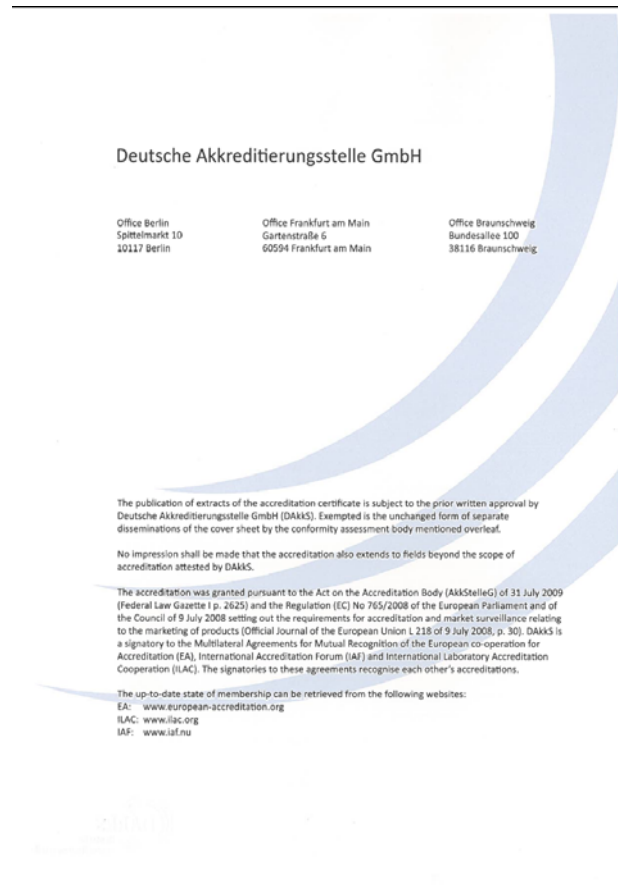 Deutsche Akkreditierungsstelle GmbH
Office Berlin
Spittelmarkt 10
10117 Berlin
Office Frankfurt am Main
Gartenstraße 6
60594 Frankfurt am Main
Office Braunschweig
Bundesallee 100
38116 Braunschweig
The publication of extracts of the accreditation certificate is subject to the prior written approval by
Deutsche Akkreditierungsstelle GmbH (DAkkS). Exempted is the unchanged form of separate
disseminations of the cover sheet by the conformity assessment body mentioned overleaf.
No impression shall be made that the accreditation also extends to fields beyond the scope of
accreditation attested by DAkkS.
The accreditation was granted pursuant to the Act on the Accreditation Body (AkkStelleG) of 31 July 2009
(Federal Law Gazette I p. 2625) and the Regulation (EC) No 765/2008 of the European Parliament and of
the Council of 9 July 2008 setting out the requirements for accreditation and market surveillance relating
to the marketing of products (Official Journal of the European Union L 218 of 9 July 2008, p. 30). DAkkS is
a signatory to the Multilateral Agreements for Mutual Recognition of the European co-operation for
Accreditation (EA), International Accreditation Forum (IAF) and International Laboratory Accreditation
Cooperation (ILAC). The signatories to these agreements recognise each other's accreditations.
The up-to-date state of membership can be retrieved from the following websites:
EA: www.european-accreditation.org
ILAC: www.ilac.org
IAF: www.iaf.nu